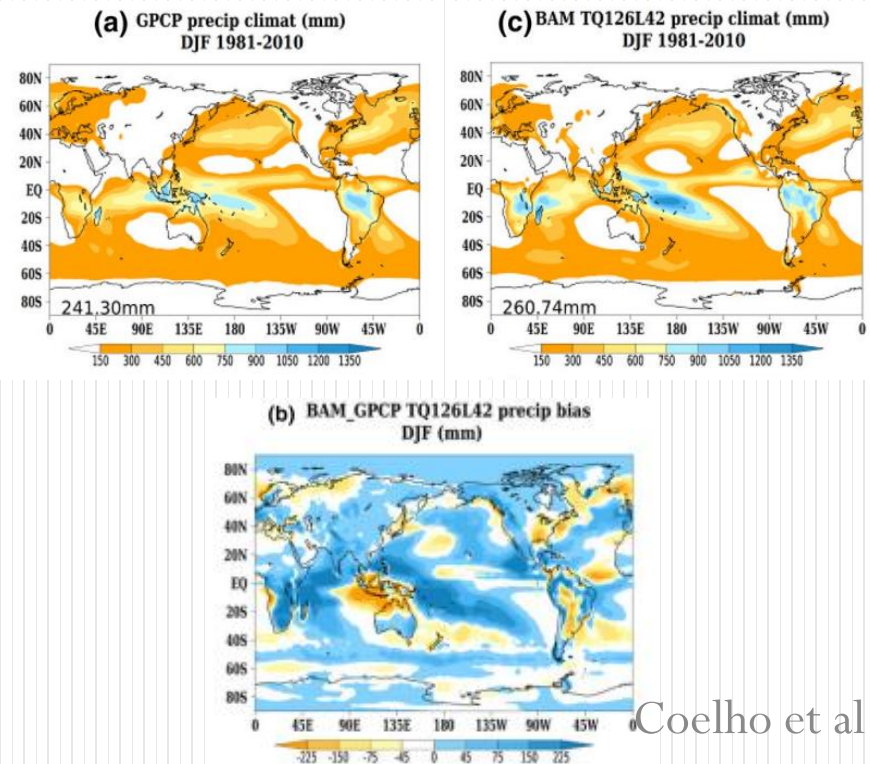 (a) GPCP precip climat (mm)
DJF 1981-2010
80N
60N
40N
20N
EQ
20S
40S
60S
80S
241.30mm
0 45E 90E 135E 180 135W 90W 45W 0
150 300 450 600 750 900 1050 1200 1350
(c) BAM TQ126L42 precip climat (mm)
DJF 1981-2010
80N
60N
40N
20N
EQ
20S
40S
60S
80S
260.74mm
0 45E 90E 135E 180 135W 90W 45W 0
150 300 450 600 750 900 1050 1200 1350
(b) BAM_GPCP TQ126L42 precip bias
DJF (mm)
80N
60N
40N
20N
EQ
20S
40S
60S
80S
0 45E 90E 135E 180 135W 90W 45W 0
-225 -150 -75 -45 0 45 75 150 225
Coelho et al